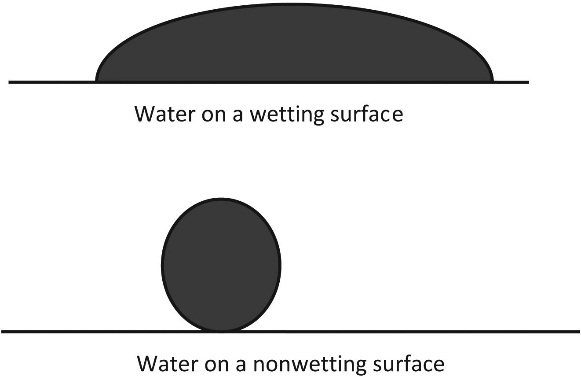 Water on a wetting surface
Water on a nonwetting surface